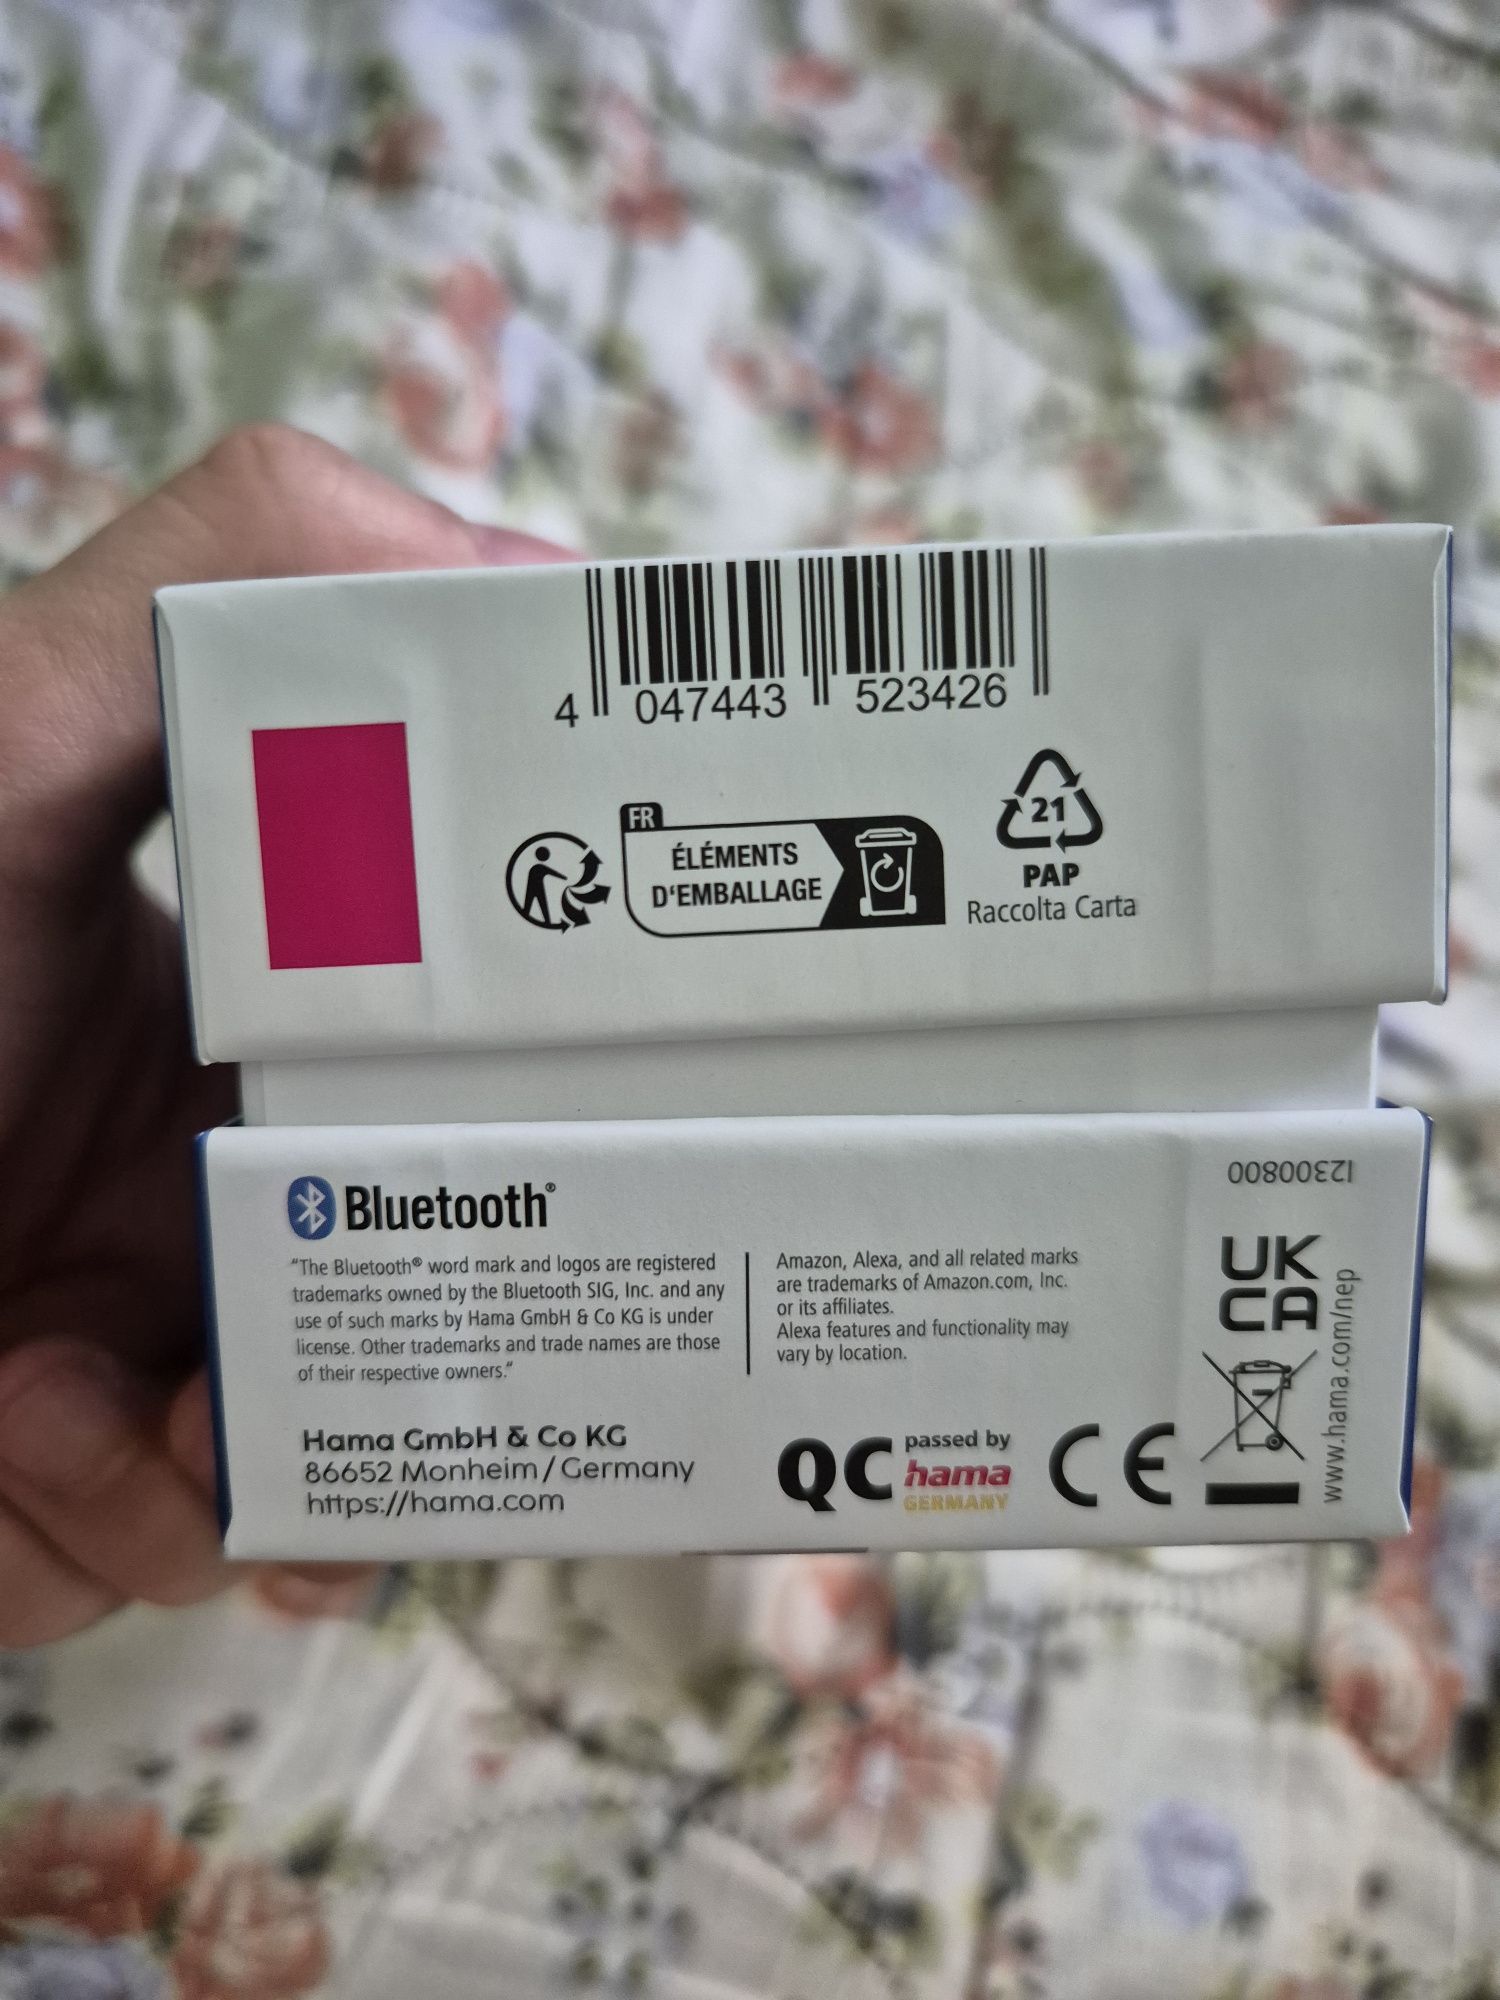 4 047443 523426
FR
ÉLÉMENTS
D'EMBALLAGE
21
PAP
Raccolta Carta
Bluetooth®
"The Bluetooth® word mark and logos are registered
trademarks owned by the Bluetooth SIG, Inc. and any
use of such marks by Hama GmbH & Co KG is under
license. Other trademarks and trade names are those
of their respective owners."
Amazon, Alexa, and all related marks
are trademarks of Amazon.com, Inc.
or its affiliates.
Alexa features and functionality may
vary by location.
Hama GmbH & Co KG
86652 Monheim/Germany
https://hama.com
QC passed by
hama
GERMANY
CE
I2300800
UK
CA
www.hama.com/nep